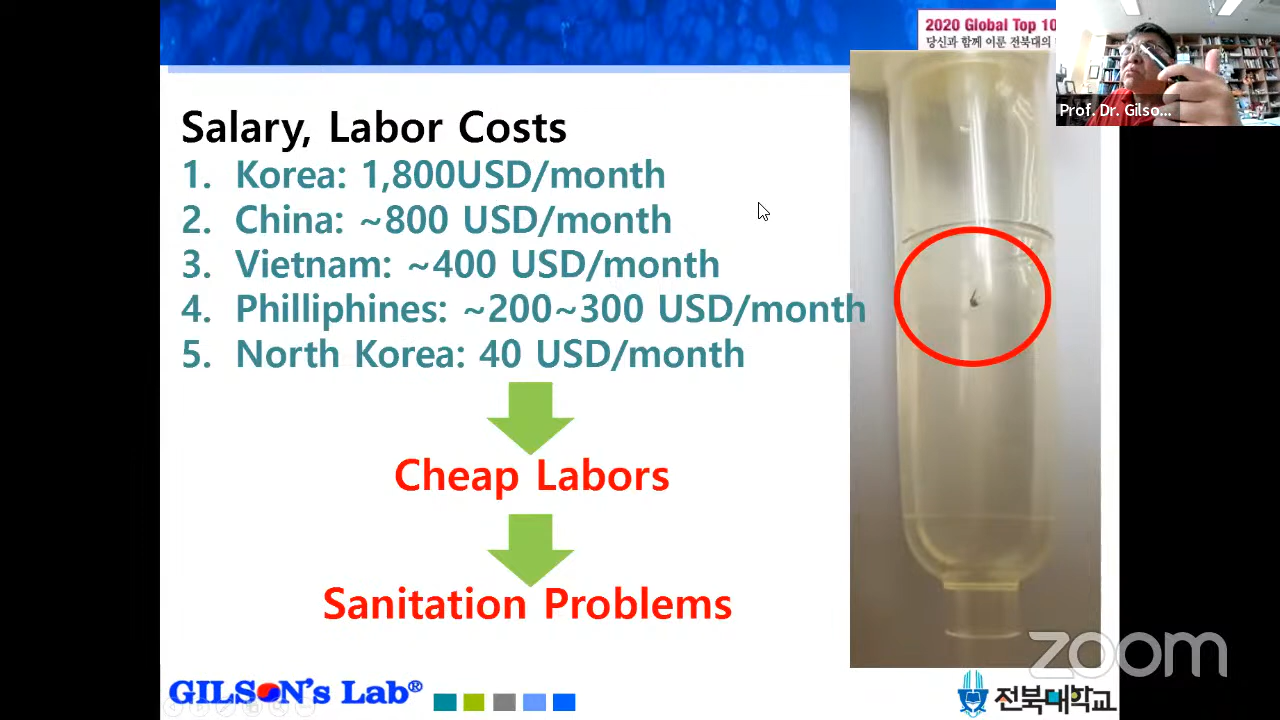 2020 Global Top 10
당신과 함께 이룬 전북대의
Prof. Dr. Gilso...
Salary, Labor Costs
1. Korea: 1,800USD/month
2. China: ~800 USD/month
3. Vietnam: ~400 USD/month
4. Philliphines: ~200~300 USD/month
5. North Korea: 40 USD/month
Cheap Labors
Sanitation Problems
zoom
GILSON's Lab®
전북대학교